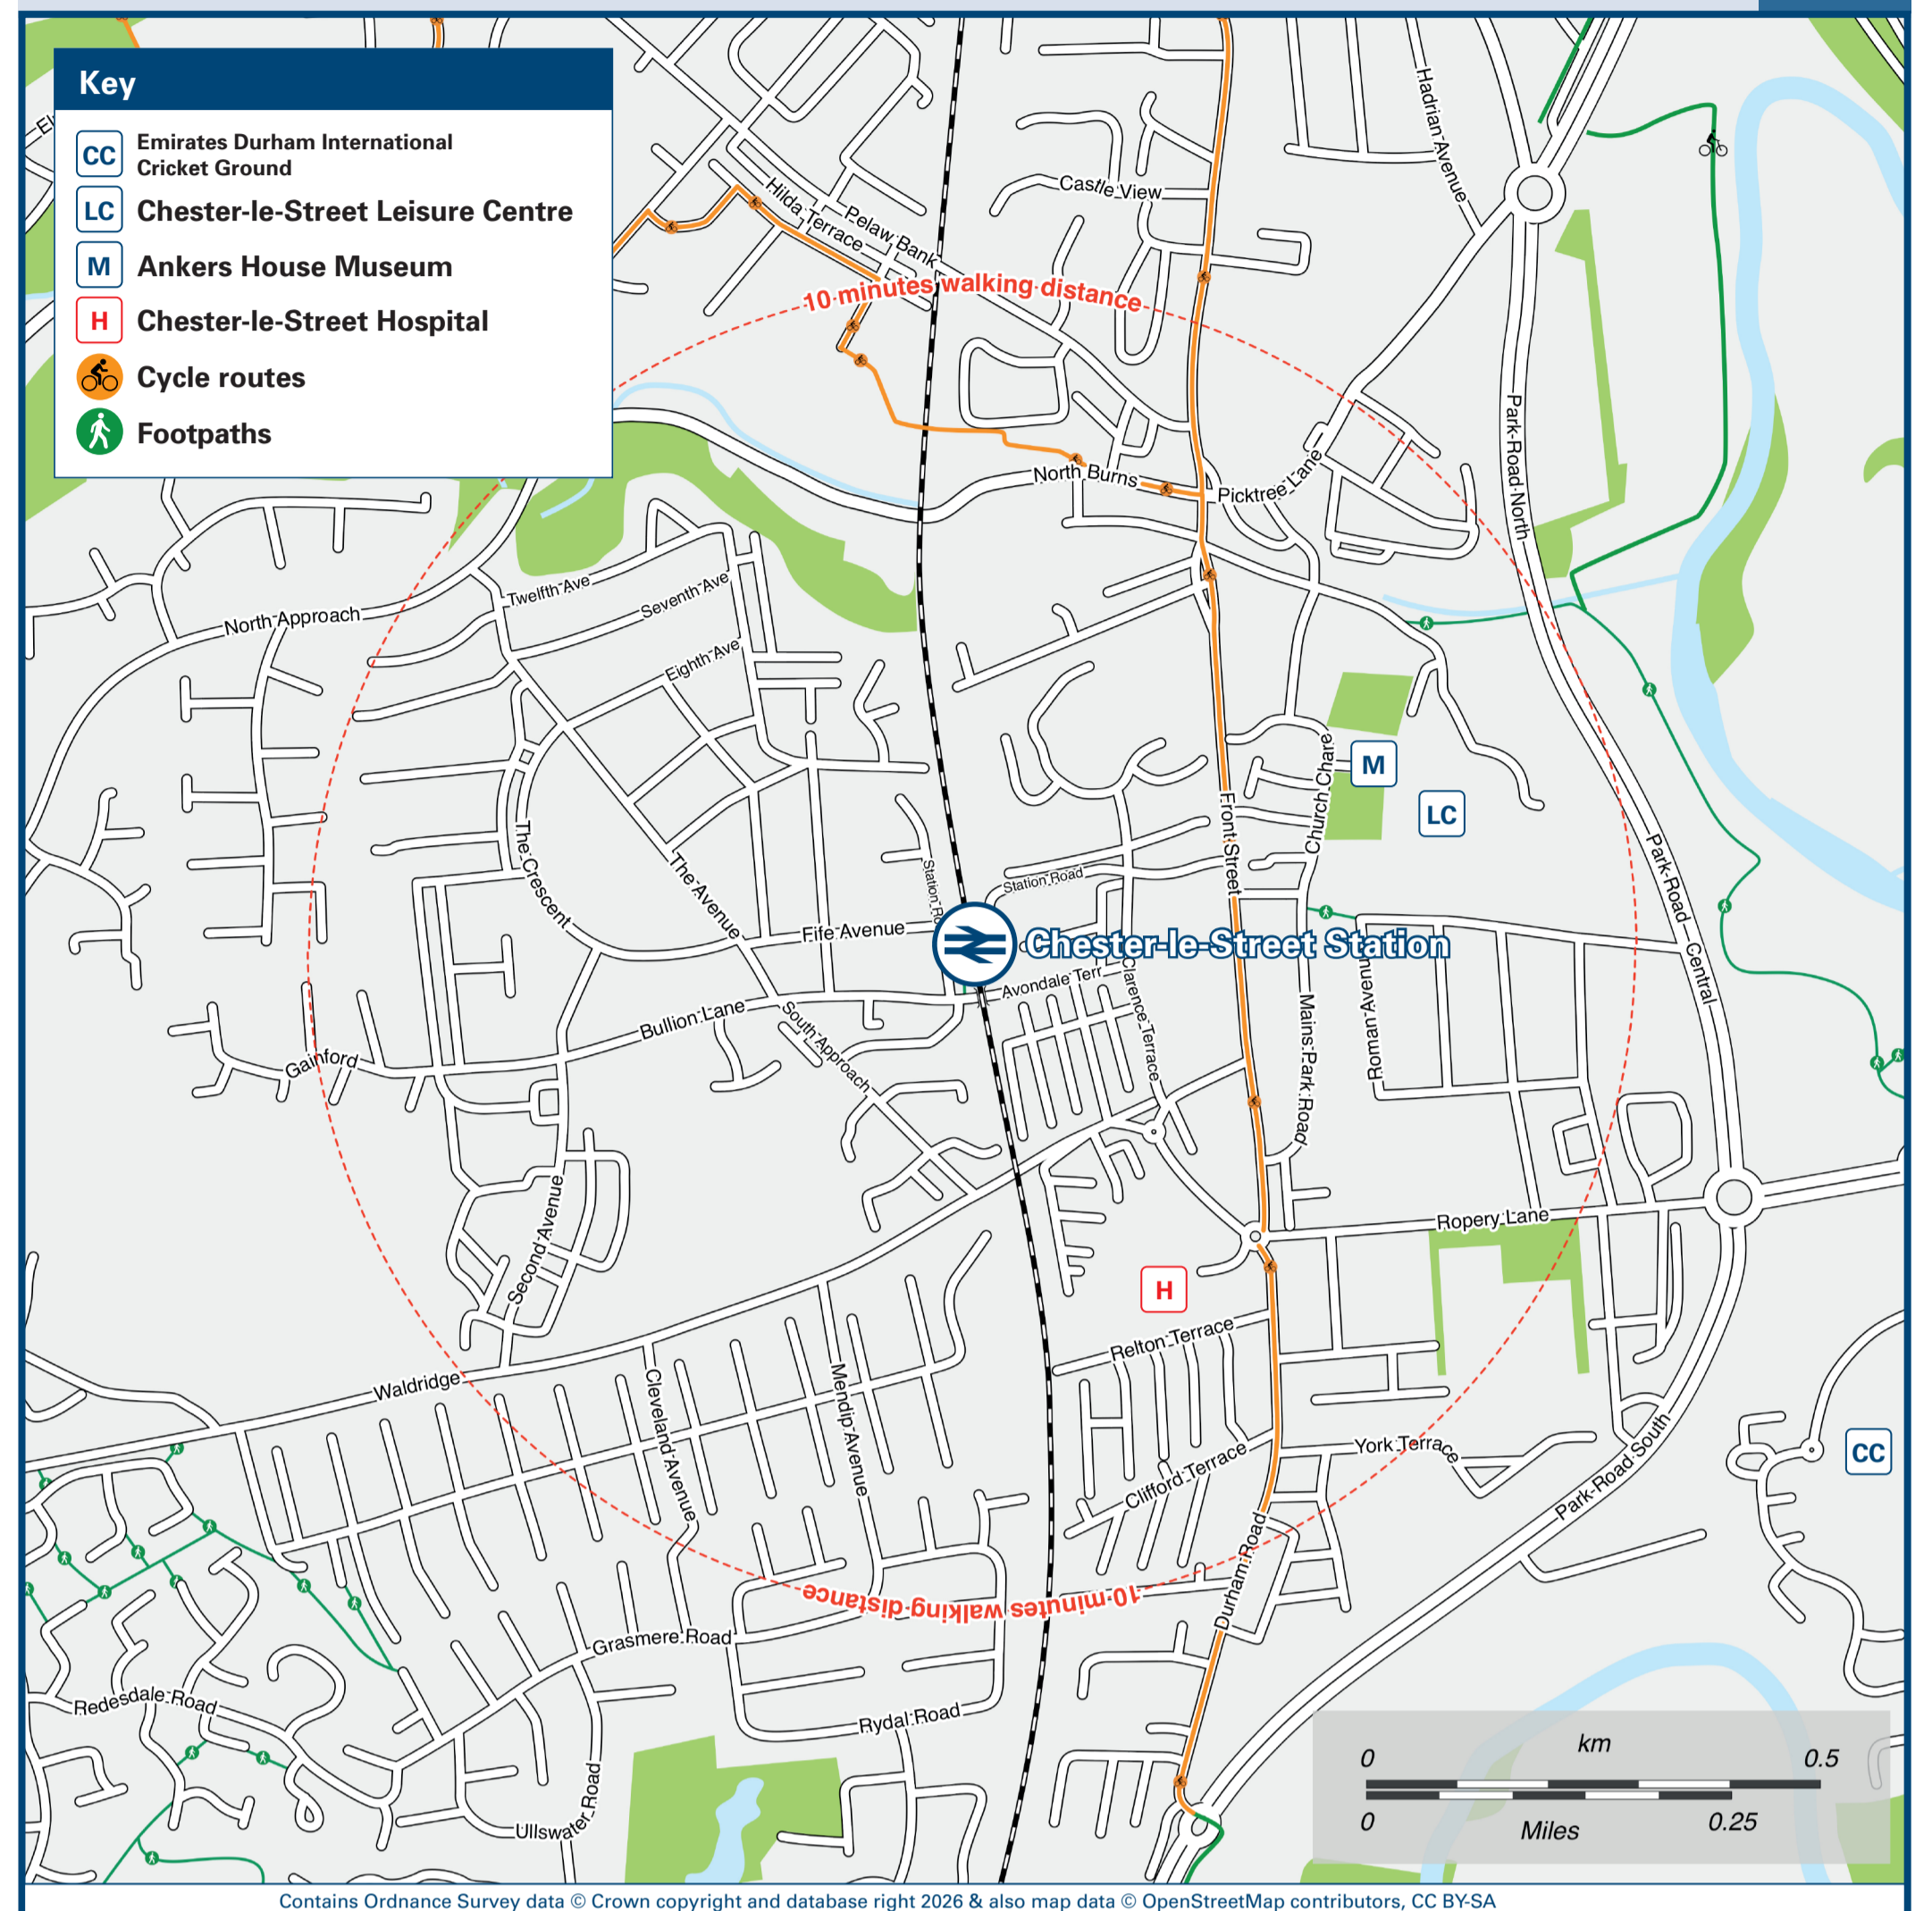 Key
CC
Emirates Durham International
Cricket Ground
LC
Chester-le-Street Leisure Centre
M
Ankers House Museum
H
Chester-le-Street Hospital
Cycle routes
Footpaths
Hadrian Avenue
Castle View
Hilda Terrace
Pelaw Bank
10 minutes walking distance
Park Road North
North Burns
Picktree Lane
Twelfth Ave
Seventh Ave
North Approach
Eighth Ave
Church Chare
M
LC
Front Street
The Crescent
The Avenue
Station Road
Park Road Central
Fife Avenue
Chester-le-Street Station
Avondale Terr
Clarence Terrace
Roman Avenue
Mains Park Road
Bullion Lane
South Approach
Gainford
Second Avenue
Ropery Lane
H
Relton Terrace
Waldridge
Cleveland Avenue
Mendip Avenue
York Terrace
Clifford Terrace
Park Road South
CC
Durham Road
10 minutes walking distance
Grasmere Road
Redesdale Road
Rydal Road
Ullswater Road
km
0
0.5
0
Miles
0.25
Contains Ordnance Survey data © Crown copyright and database right 2026 & also map data © OpenStreetMap contributors, CC BY-SA